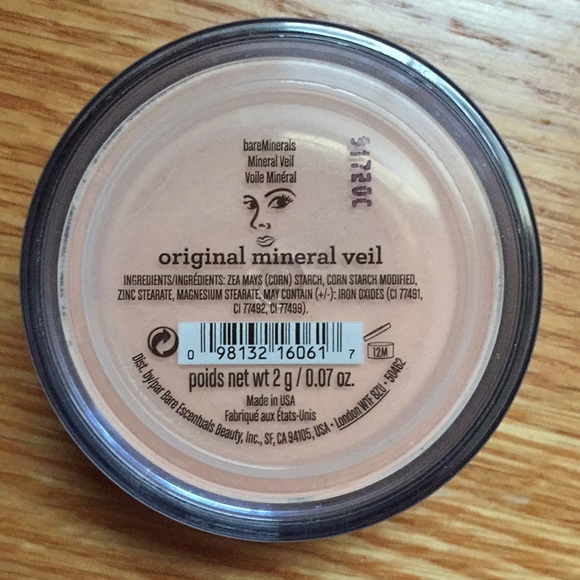 bareMinerals
Mineral Veil
Voile Minéral
5172UC
original mineral veil
INGREDIENTS/INGRÉDIENTS: ZEA MAYS (CORN) STARCH, CORN STARCH MODIFIED,
ZINC STEARATE, MAGNESIUM STEARATE. MAY CONTAIN (+/-): IRON OXIDES (CI 77491,
CI 77492, CI 77499).
0 98132 16061 7
12M
poids net wt 2 g / 0.07 oz.
Made in USA
Fabriqué aux États-Unis
Dist. by/par Bare Escentuals Beauty, Inc., SF, CA 94105, USA • London W1F 8ZU • 50462